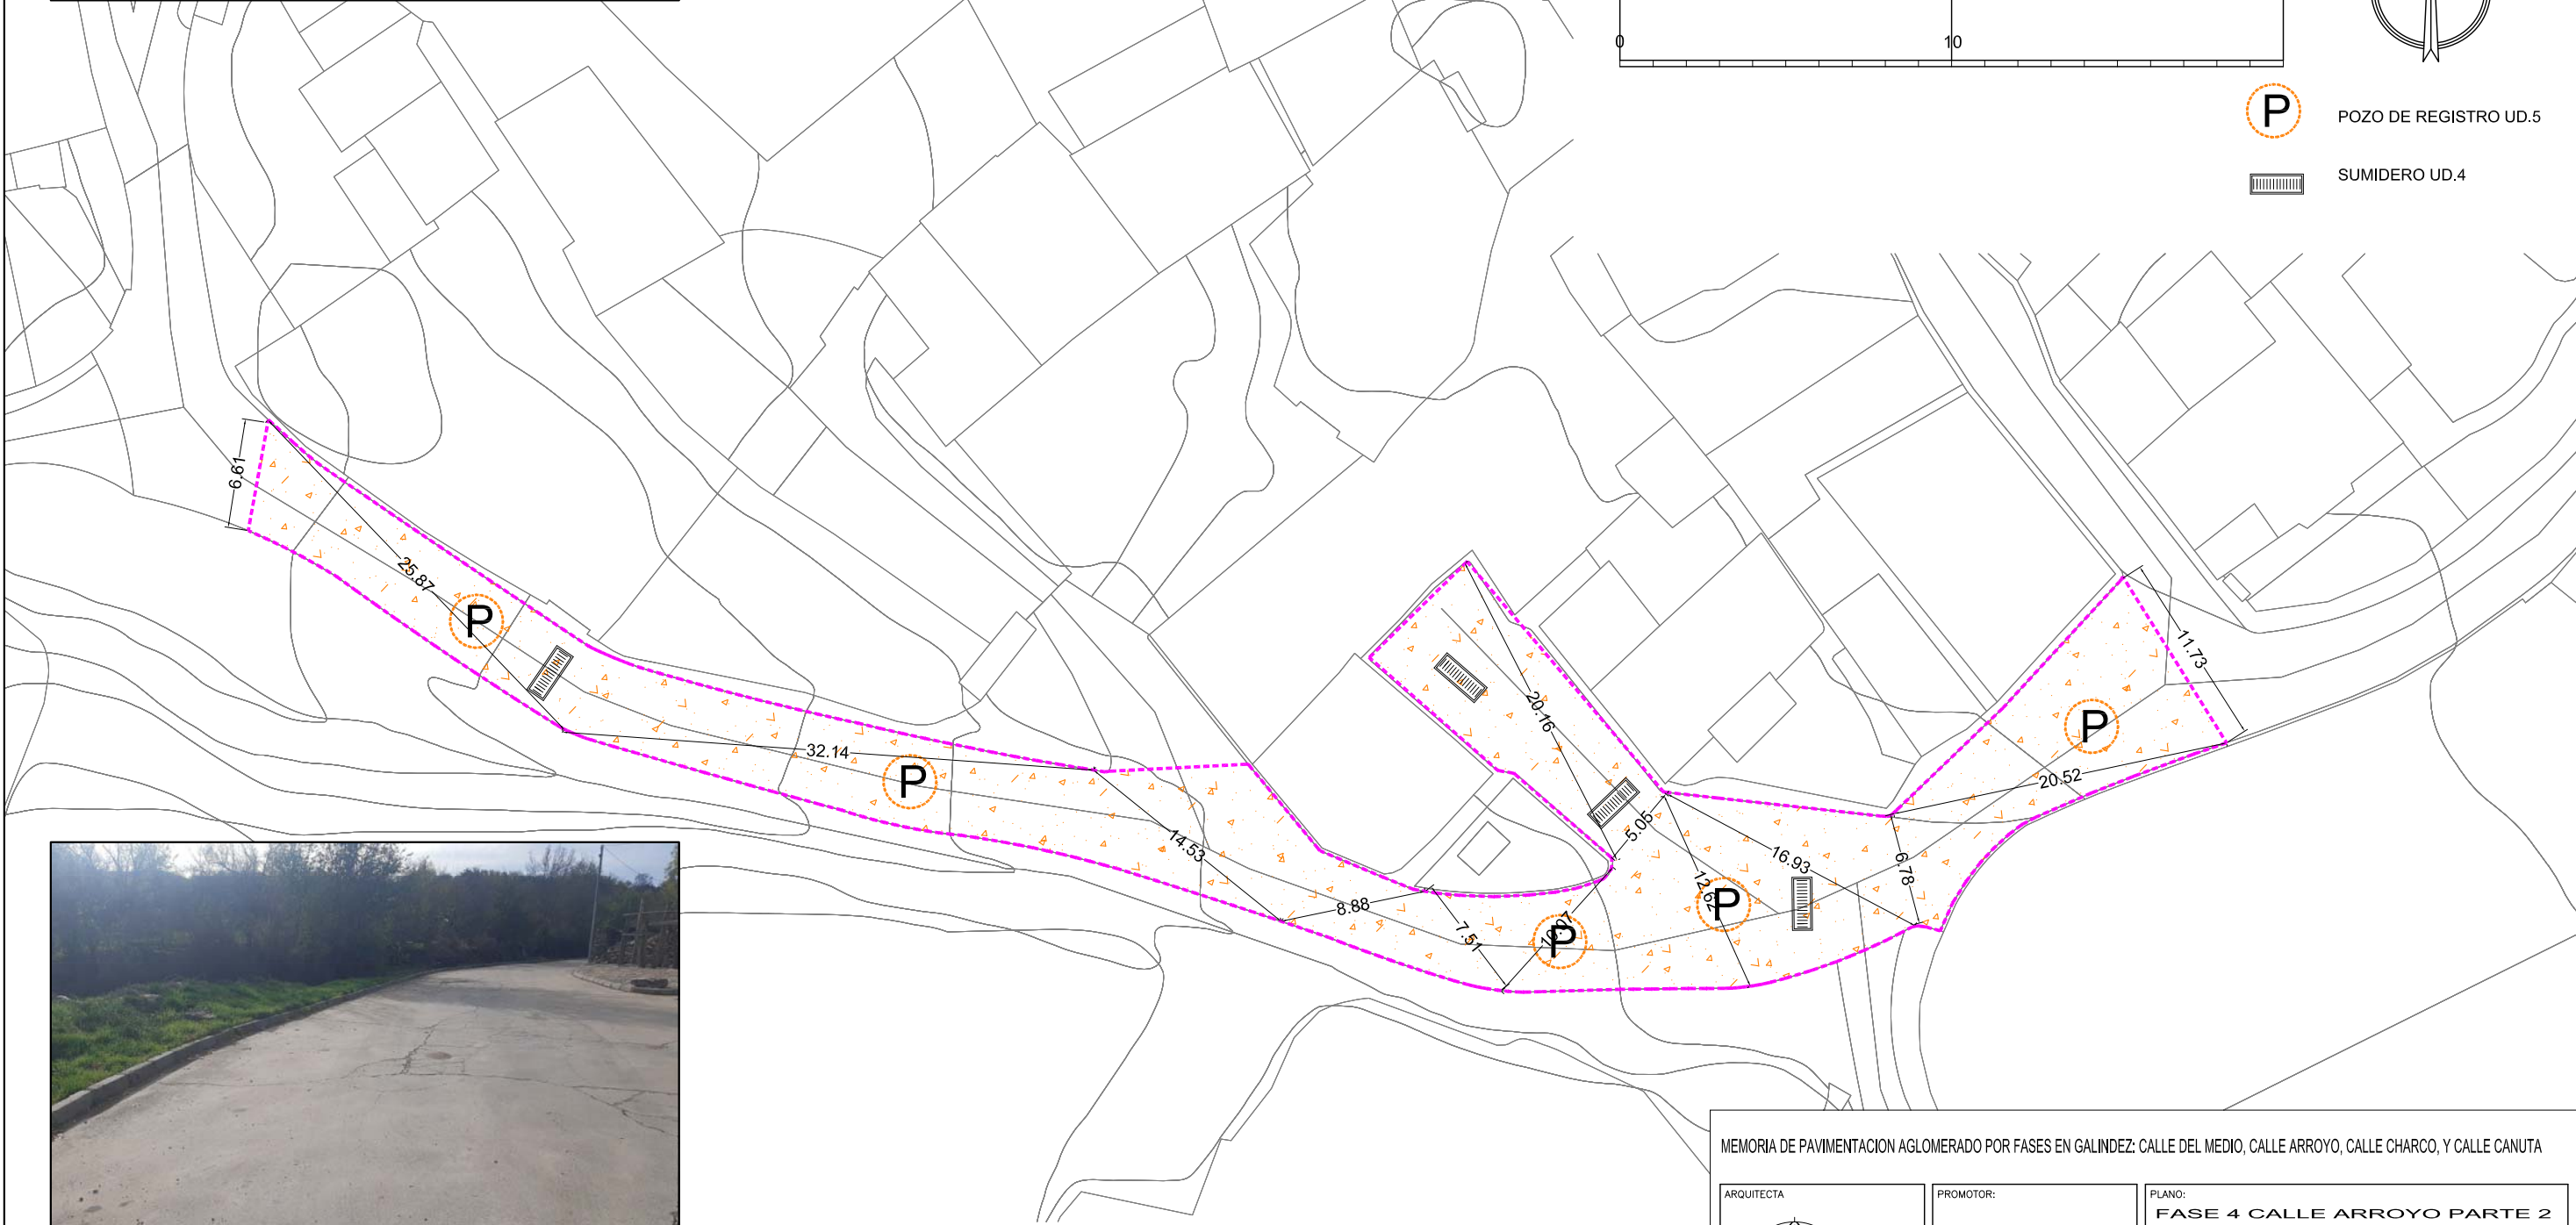 0 10
P POZO DE REGISTRO UD.5
SUMIDERO UD.4
6.61
25.87
P
32.14
P
14.53
8.88
7.51
P
20.16
5.05
12.62
P
16.93
6.78
20.52
P
11.73
MEMORIA DE PAVIMENTACION AGLOMERADO POR FASES EN GALINDEZ: CALLE DEL MEDIO, CALLE ARROYO, CALLE CHARCO, Y CALLE CANUTA
ARQUITECTA
PROMOTOR:
PLANO:
FASE 4 CALLE ARROYO PARTE 2